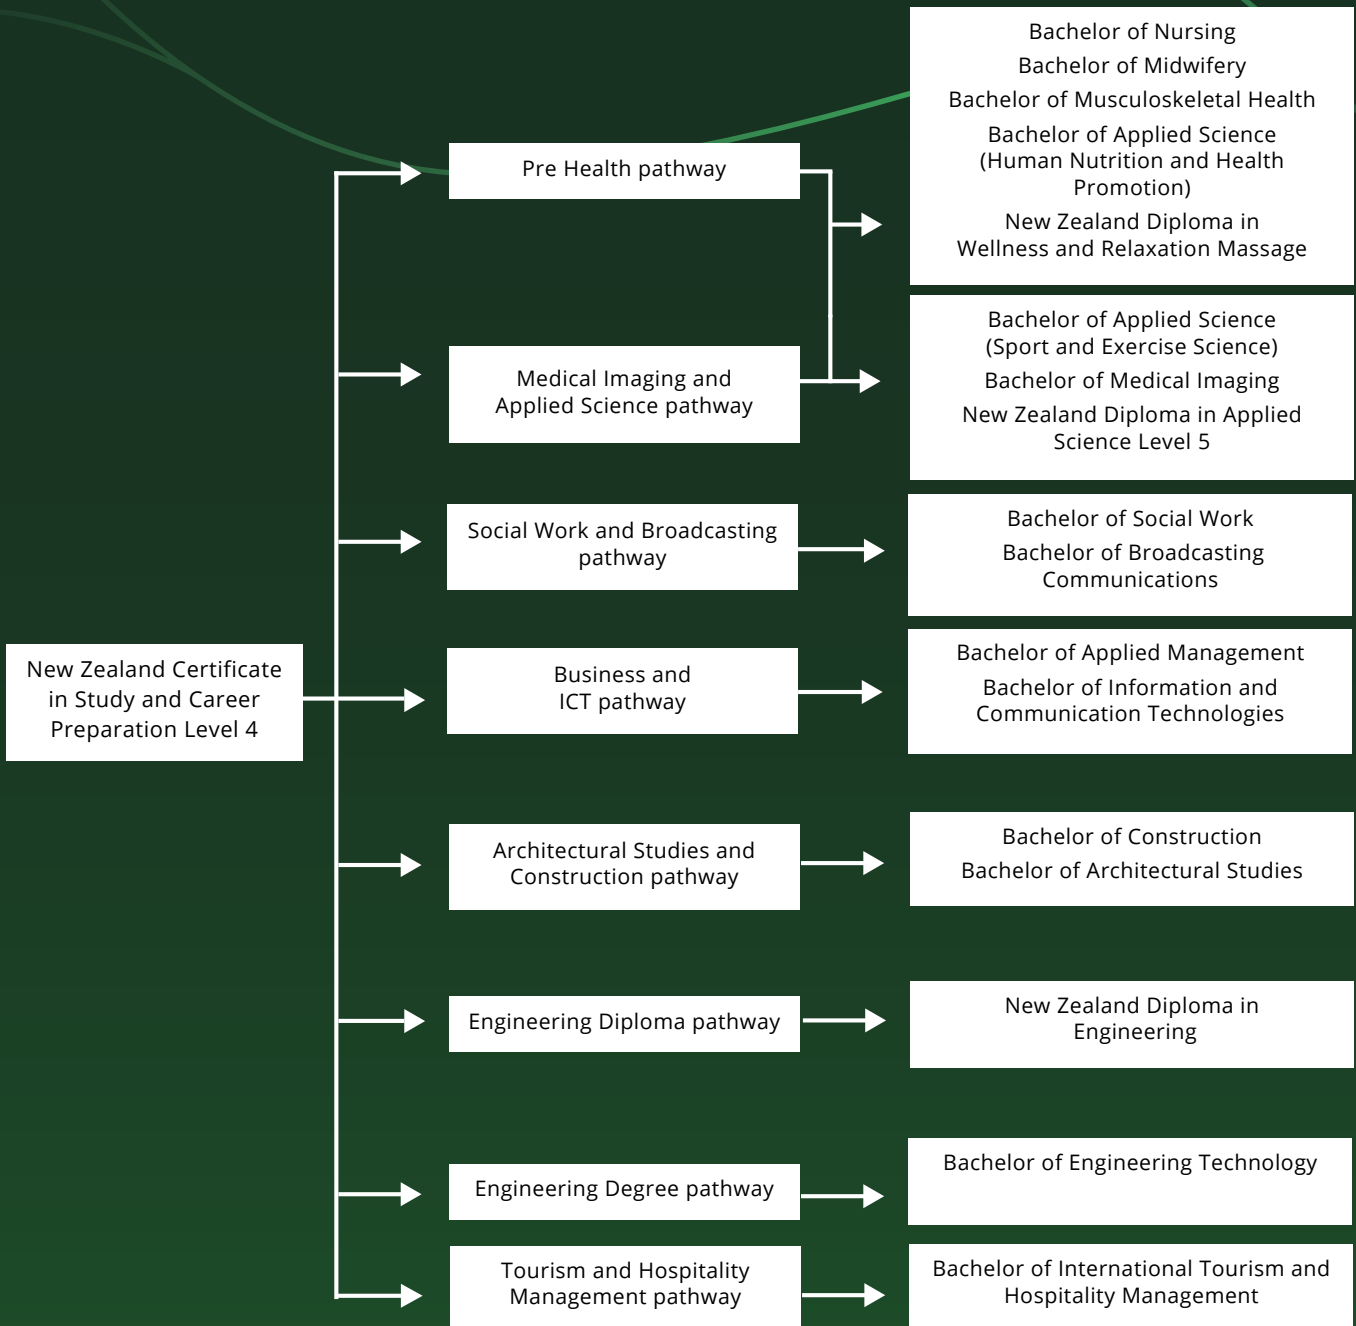 New Zealand Certificate
in Study and Career
Preparation Level 4
Pre Health pathway
Bachelor of Nursing
Bachelor of Midwifery
Bachelor of Musculoskeletal Health
Bachelor of Applied Science
(Human Nutrition and Health
Promotion)
New Zealand Diploma in
Wellness and Relaxation Massage
Medical Imaging and
Applied Science pathway
Bachelor of Applied Science
(Sport and Exercise Science)
Bachelor of Medical Imaging
New Zealand Diploma in Applied
Science Level 5
Social Work and Broadcasting
pathway
Bachelor of Social Work
Bachelor of Broadcasting
Communications
Business and
ICT pathway
Bachelor of Applied Management
Bachelor of Information and
Communication Technologies
Architectural Studies and
Construction pathway
Bachelor of Construction
Bachelor of Architectural Studies
Engineering Diploma pathway
New Zealand Diploma in
Engineering
Engineering Degree pathway
Bachelor of Engineering Technology
Tourism and Hospitality
Management pathway
Bachelor of International Tourism and
Hospitality Management